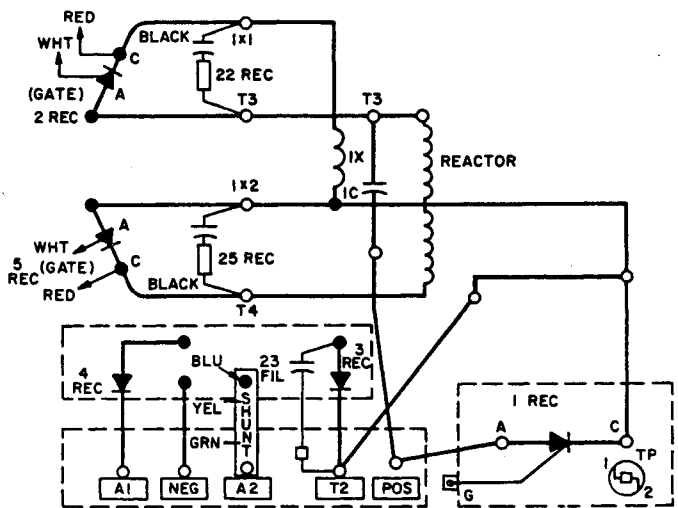 RED
WHT
C
BLACK
1X1
22 REC
(GATE)
A
2 REC
T3
T3
1X
REACTOR
1C
1X2
A
WHT
5 REC
(GATE)
C
25 REC
RED
BLACK
T4
4 REC
BLU
23 FIL
3 REC
YEL
SHUNT
GRN
1 REC
A
C
TP
1
2
G
A1
NEG
A2
T2
POS